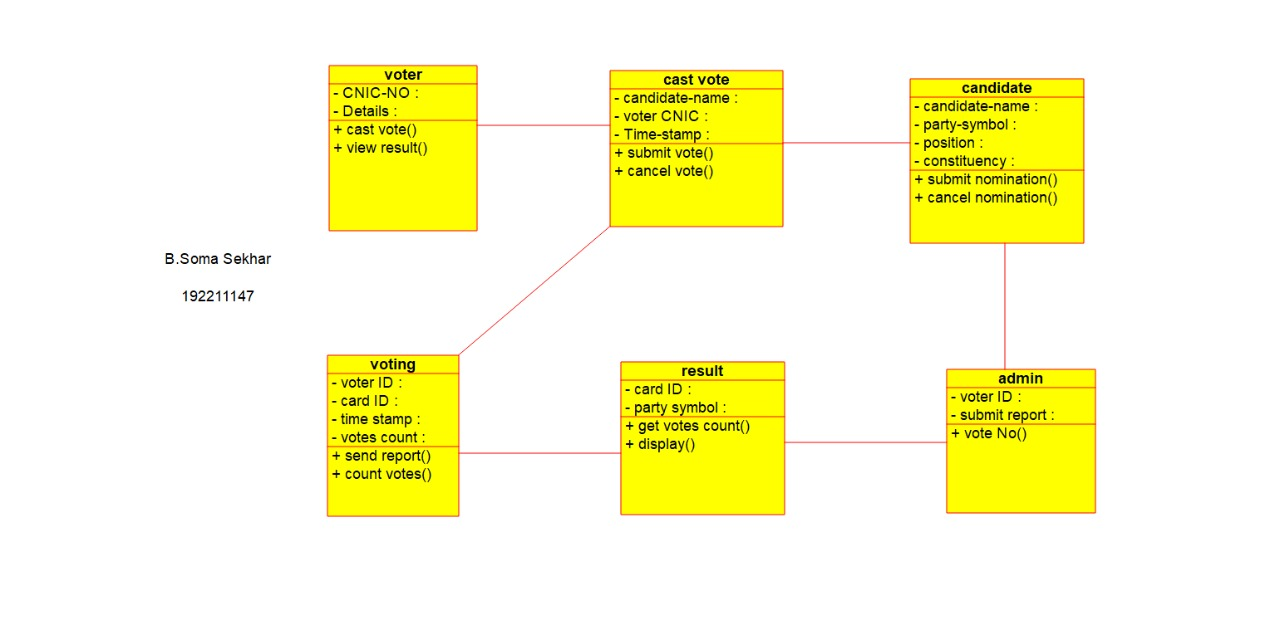 voter
- CNIC-NO :
- Details :
+ cast vote()
+ view result()
cast vote
- candidate-name :
- voter CNIC :
- Time-stamp :
+ submit vote()
+ cancel vote()
candidate
- candidate-name :
- party-symbol :
- position :
- constituency :
+ submit nomination()
+ cancel nomination()
B.Soma Sekhar
192211147
voting
- voter ID :
- card ID :
- time stamp :
- votes count :
+ send report()
+ count votes()
result
- card ID :
- party symbol :
+ get votes count()
+ display()
admin
- voter ID :
- submit report :
+ vote No()